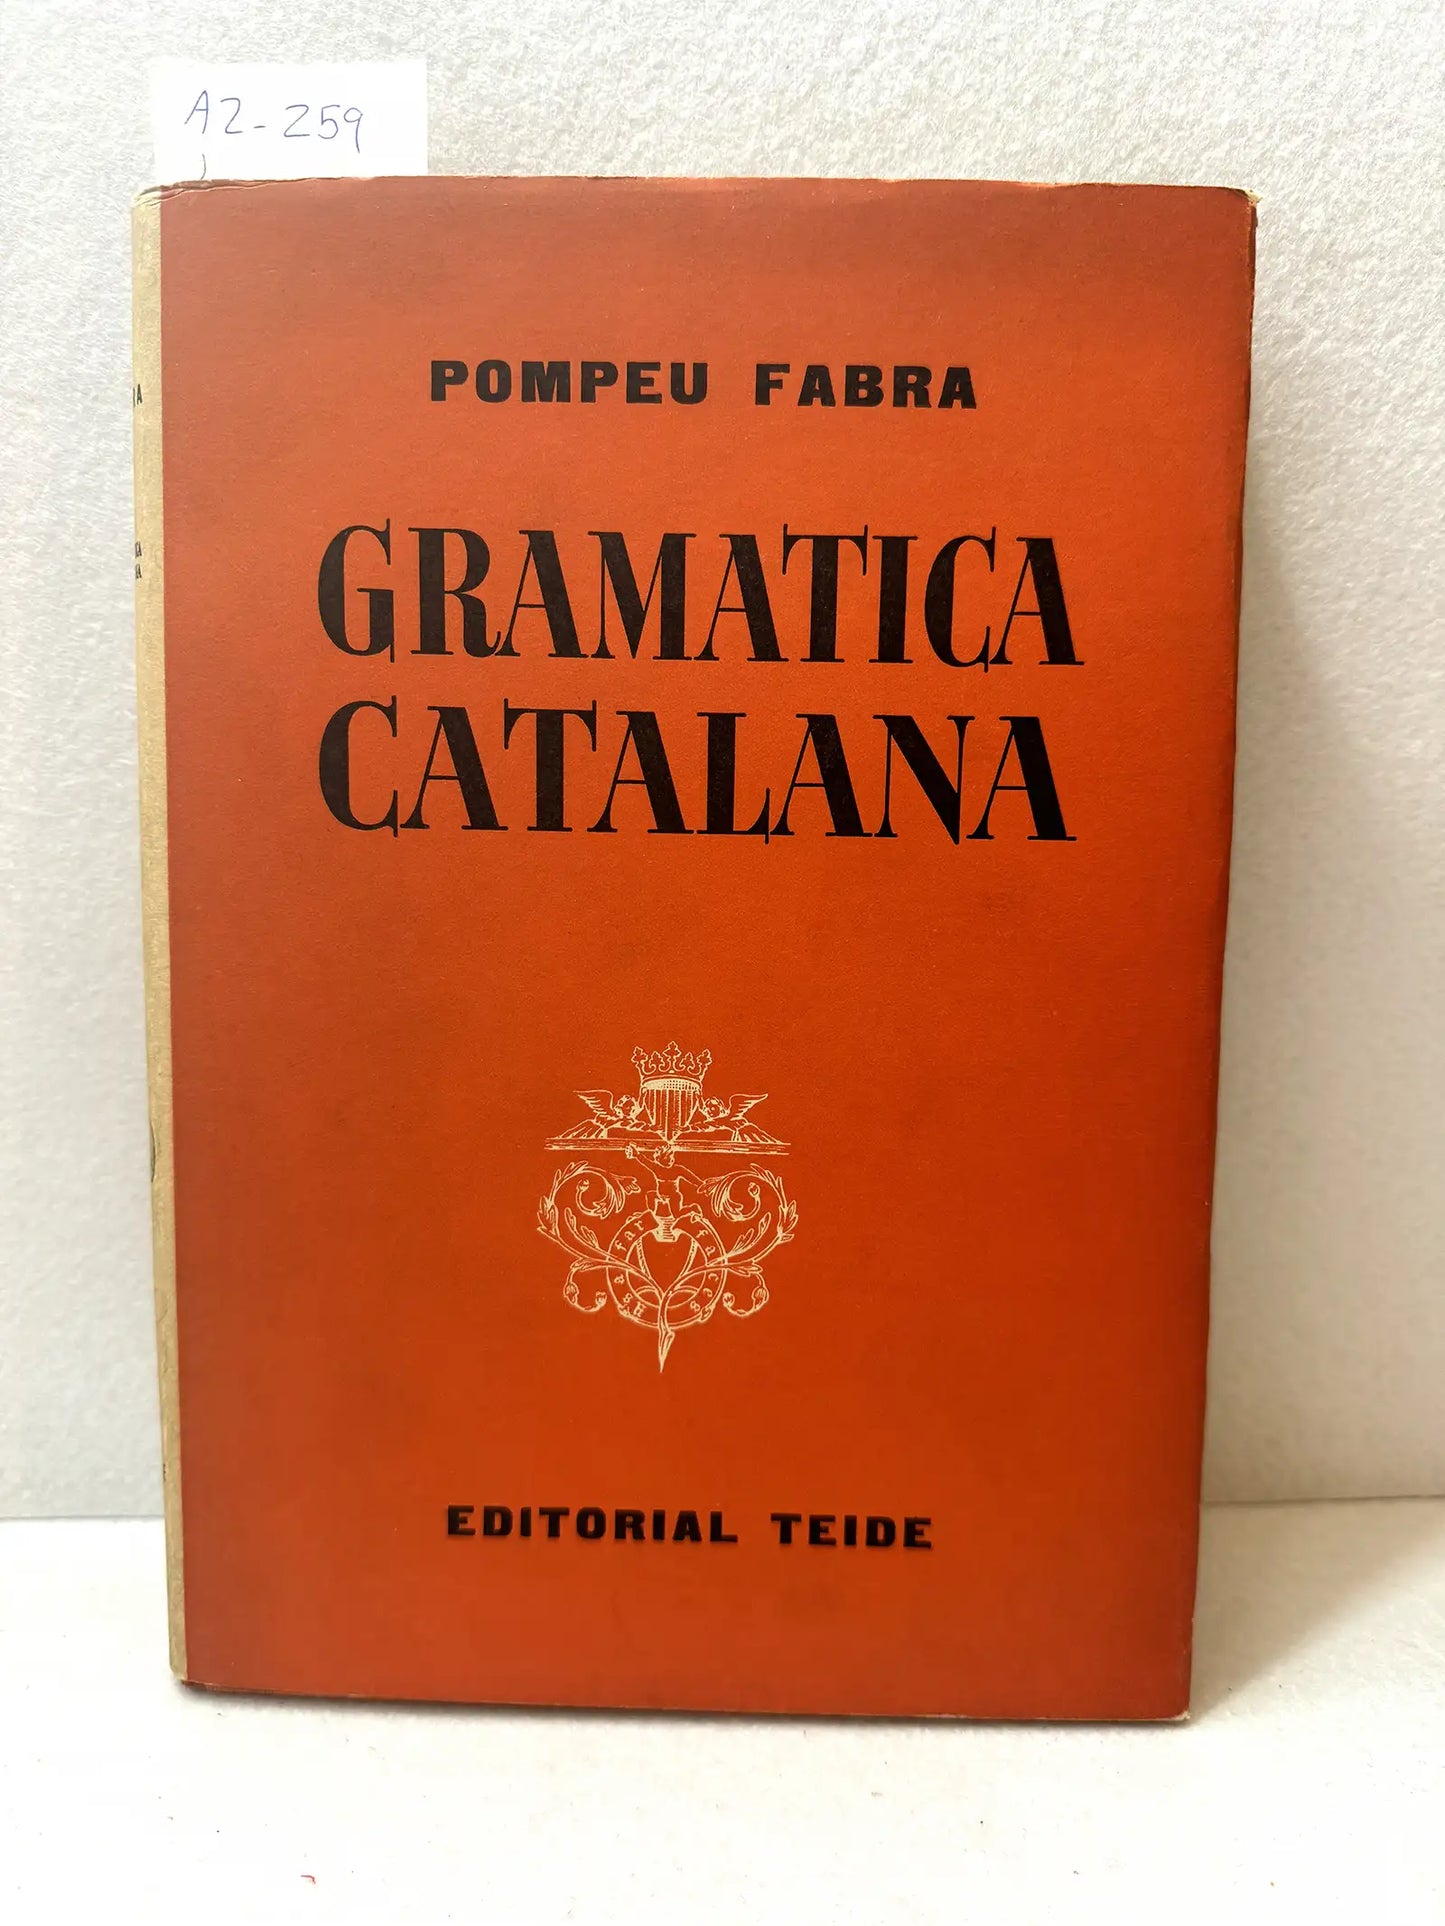 A2-259
POMPEU FABRA
GRAMATICA
CATALANA
EDITORIAL TEIDE